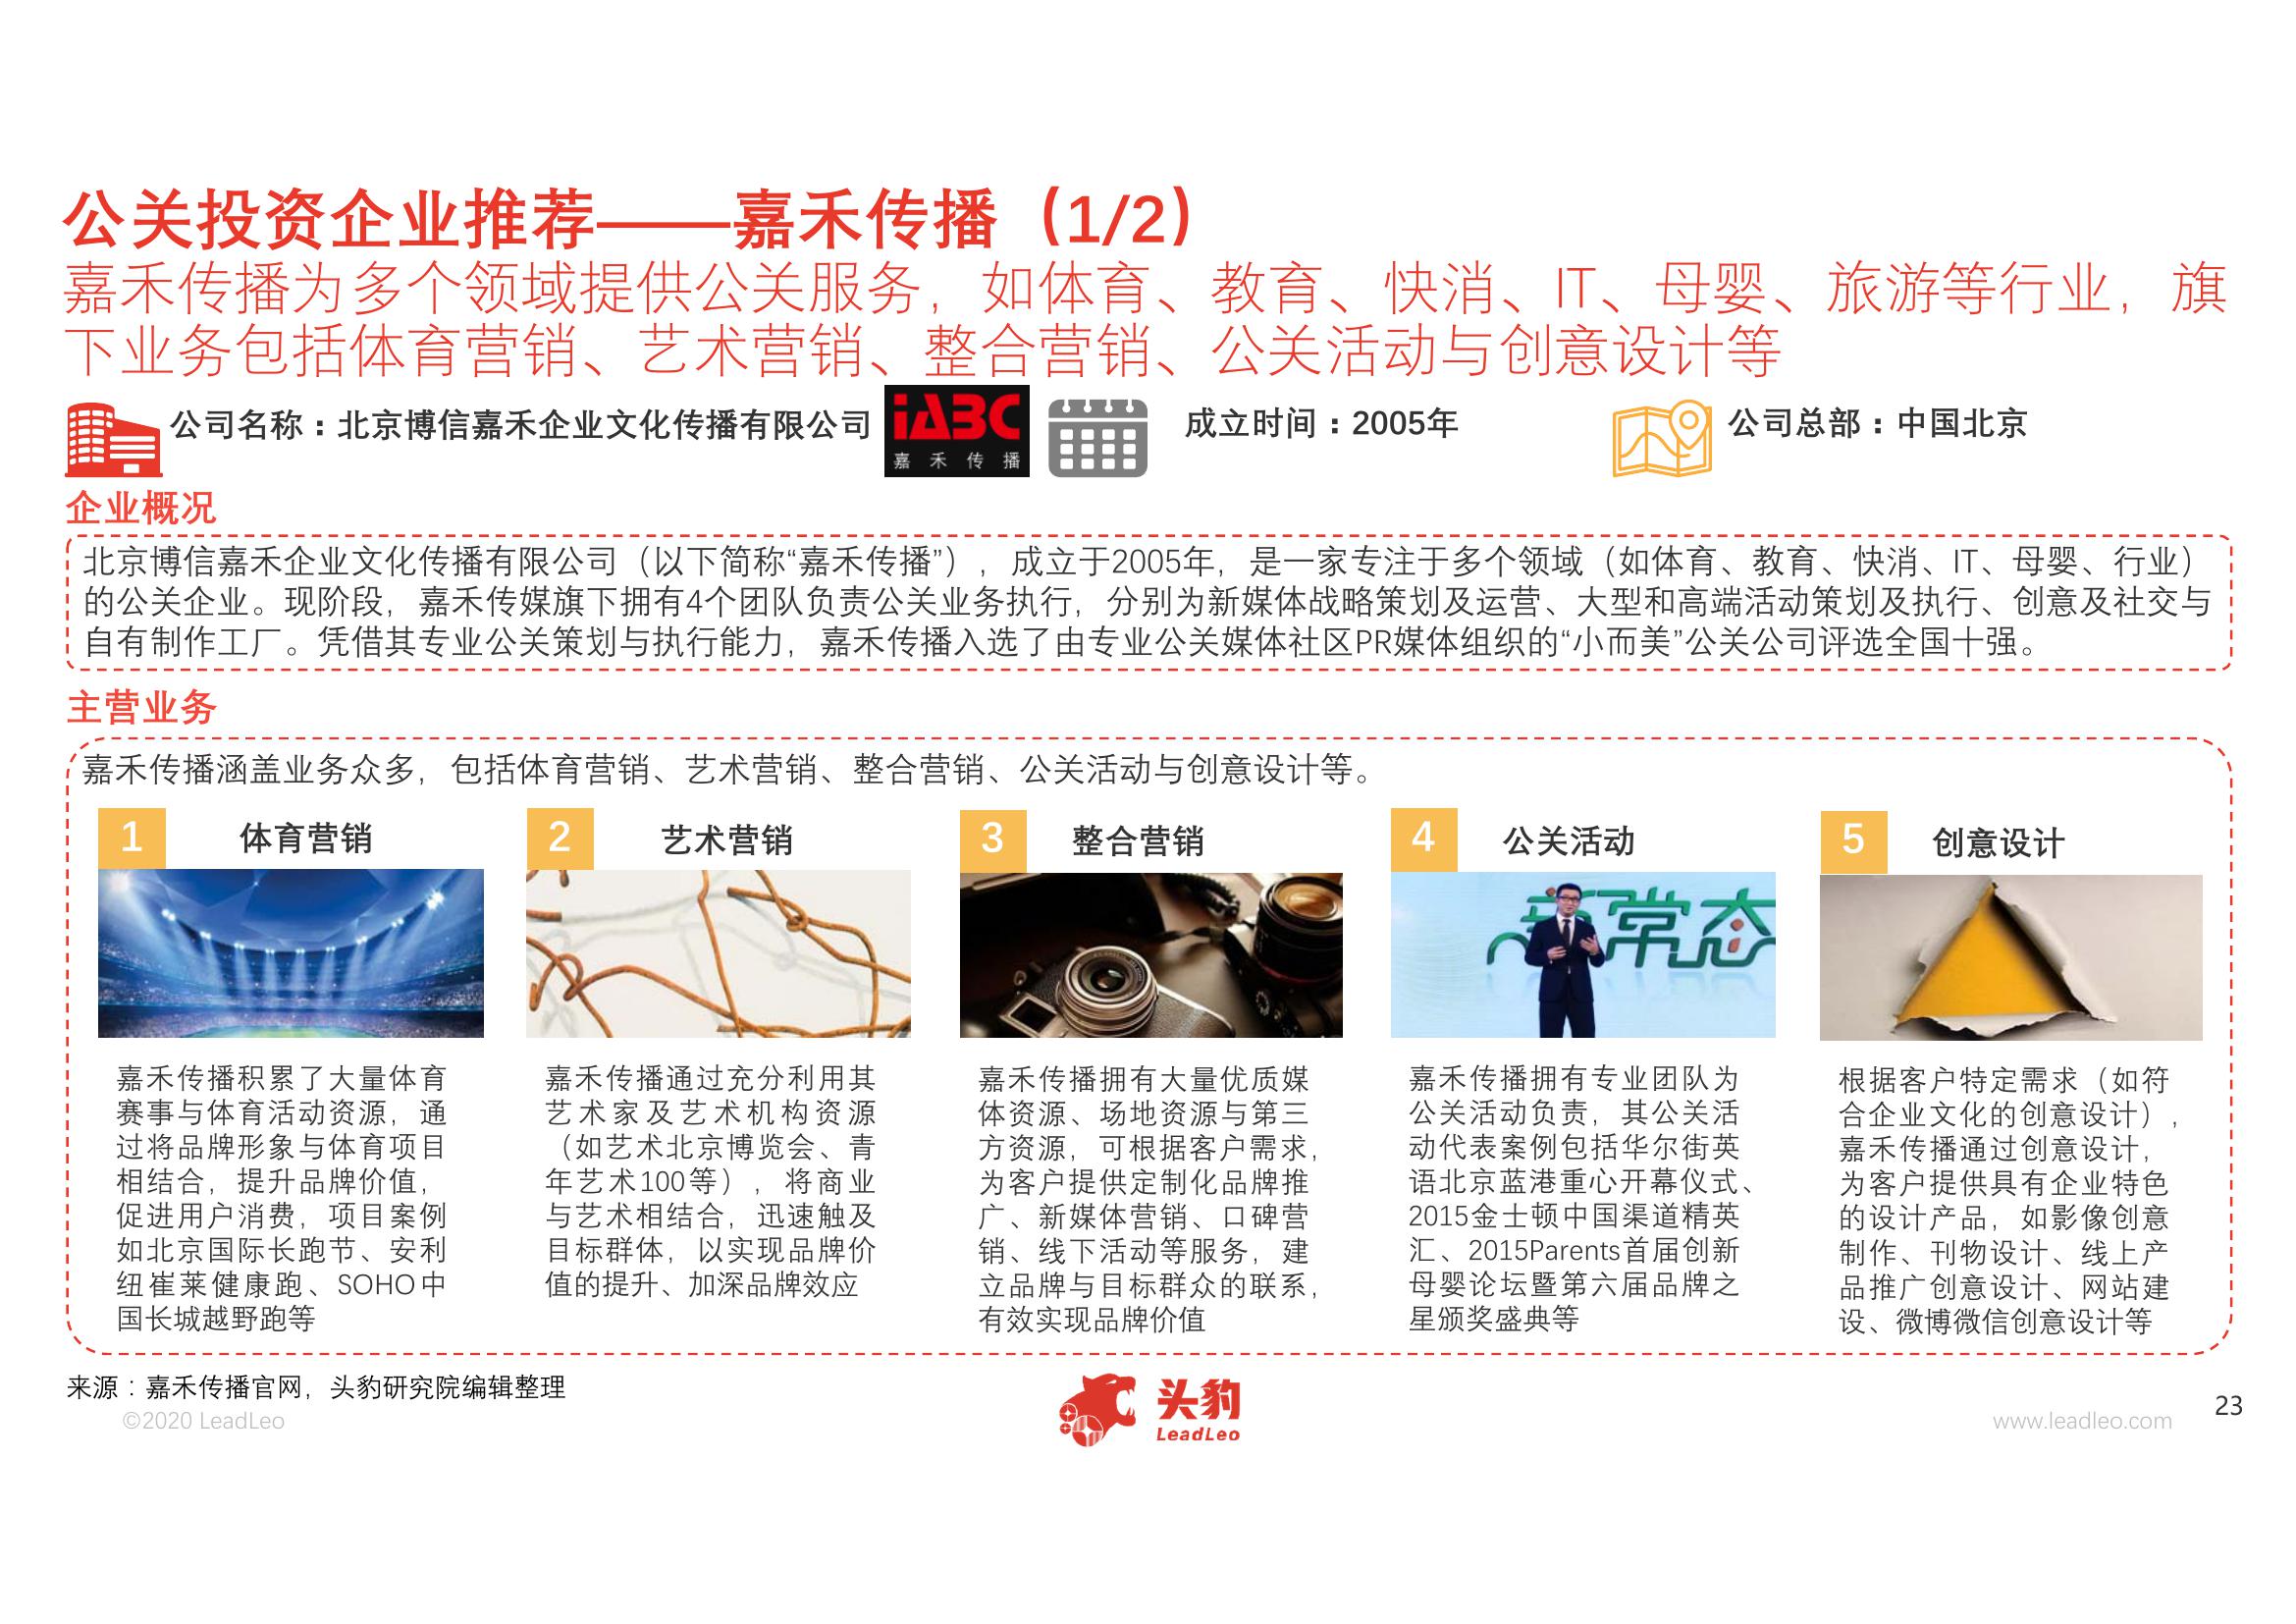 公关投资企业推荐——嘉禾传播（1/2）
嘉禾传播为多个领域提供公关服务，如体育、教育、快消、IT、母婴、旅游等行业，旗
下业务包括体育营销、艺术营销、整合营销、公关活动与创意设计等
公司名称：北京博信嘉禾企业文化传播有限公司
iABC
嘉禾传播
成立时间：2005年
公司总部：中国北京
企业概况
北京博信嘉禾企业文化传播有限公司（以下简称“嘉禾传播”），成立于2005年，是一家专注于多个领域（如体育、教育、快消、IT、母婴、行业）
的公关企业。现阶段，嘉禾传媒旗下拥有4个团队负责公关业务执行，分别为新媒体战略策划及运营、大型和高端活动策划及执行、创意及社交与
自有制作工厂。凭借其专业公关策划与执行能力，嘉禾传播入选了由专业公关媒体社区PR媒体组织的“小而美”公关公司评选全国十强。
主营业务
嘉禾传播涵盖业务众多，包括体育营销、艺术营销、整合营销、公关活动与创意设计等。
1
体育营销
嘉禾传播积累了大量体育
赛事与体育活动资源，通
过将品牌形象与体育项目
相结合，提升品牌价值，
促进用户消费，项目案例
如北京国际长跑节、安利
纽崔莱健康跑、SOHO中
国长城越野跑等
2
艺术营销
嘉禾传播通过充分利用其
艺术家及艺术机构资源
（如艺术北京博览会、青
年艺术100等），将商业
与艺术相结合，迅速触及
目标群体，以实现品牌价
值的提升、加深品牌效应
3
整合营销
嘉禾传播拥有大量优质媒
体资源、场地资源与第三
方资源，可根据客户需求，
为客户提供定制化品牌推
广、新媒体营销、口碑营
销、线下活动等服务，建
立品牌与目标群众的联系，
有效实现品牌价值
4
公关活动
新常态
嘉禾传播拥有专业团队为
公关活动负责，其公关活
动代表案例包括华尔街英
语北京蓝港重心开幕仪式、
2015金士顿中国渠道精英
汇、2015Parents首届创新
母婴论坛暨第六届品牌之
星颁奖盛典等
5
创意设计
根据客户特定需求（如符
合企业文化的创意设计），
嘉禾传播通过创意设计，
为客户提供具有企业特色
的设计产品，如影像创意
制作、刊物设计、线上产
品推广创意设计、网站建
设、微博微信创意设计等
来源：嘉禾传播官网，头豹研究院编辑整理
©2020 LeadLeo
头豹
LeadLeo
www.leadleo.com
23